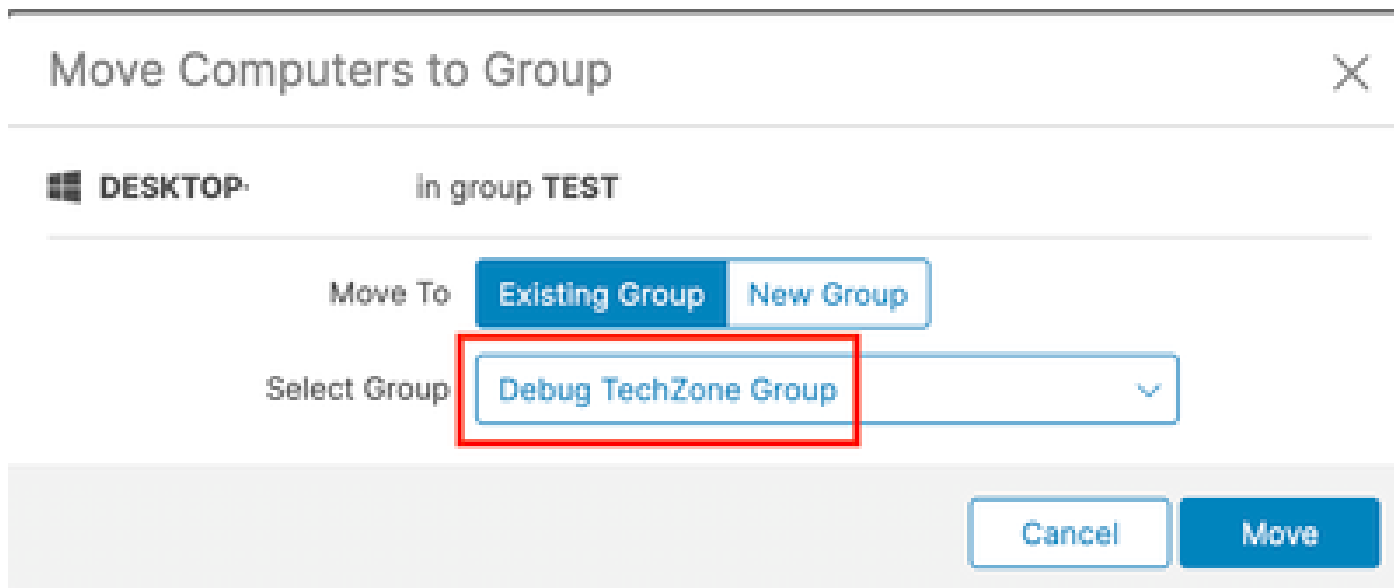 Move Computers to Group
DESKTOP- in group TEST
Move To Existing Group New Group
Select Group Debug TechZone Group
Cancel Move